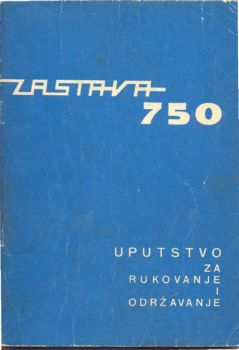 ZASTAVA
750
UPUTSTVO
ZA
RUKOVANJE
I
ODRŽAVANJE